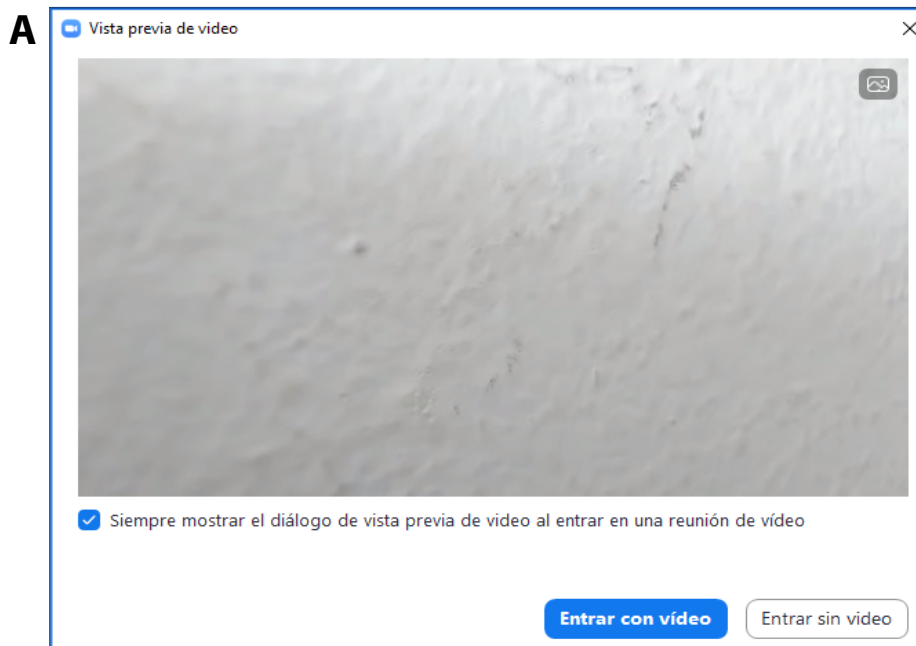 A
Vista previa de video
Siempre mostrar el diálogo de vista previa de video al entrar en una reunión de vídeo
Entrar con vídeo
Entrar sin video